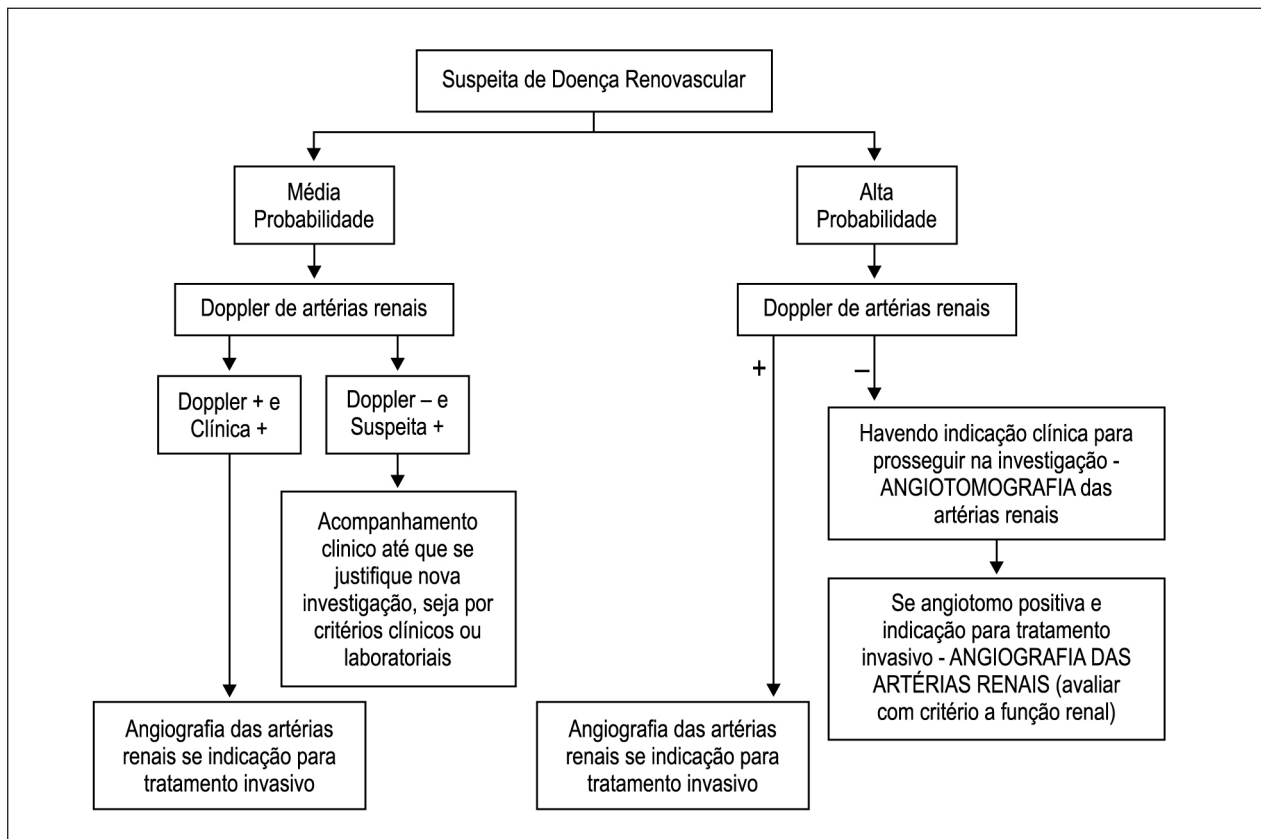 Suspeita de Doença Renovascular
Média
Probabilidade
Alta
Probabilidade
Doppler de artérias renais
Doppler de artérias renais
Doppler + e
Clínica +
Doppler – e
Suspeita +
+
–
Acompanhamento
clinico até que se
justifique nova
investigação, seja por
critérios clínicos ou
laboratoriais
Havendo indicação clínica para
prosseguir na investigação -
ANGIOTOMOGRAFIA das
artérias renais
Se angiotomo positiva e
indicação para tratamento
invasivo - ANGIOGRAFIA DAS
ARTÉRIAS RENAIS (avaliar
com critério a função renal)
Angiografia das artérias
renais se indicação para
tratamento invasivo
Angiografia das artérias
renais se indicação para
tratamento invasivo